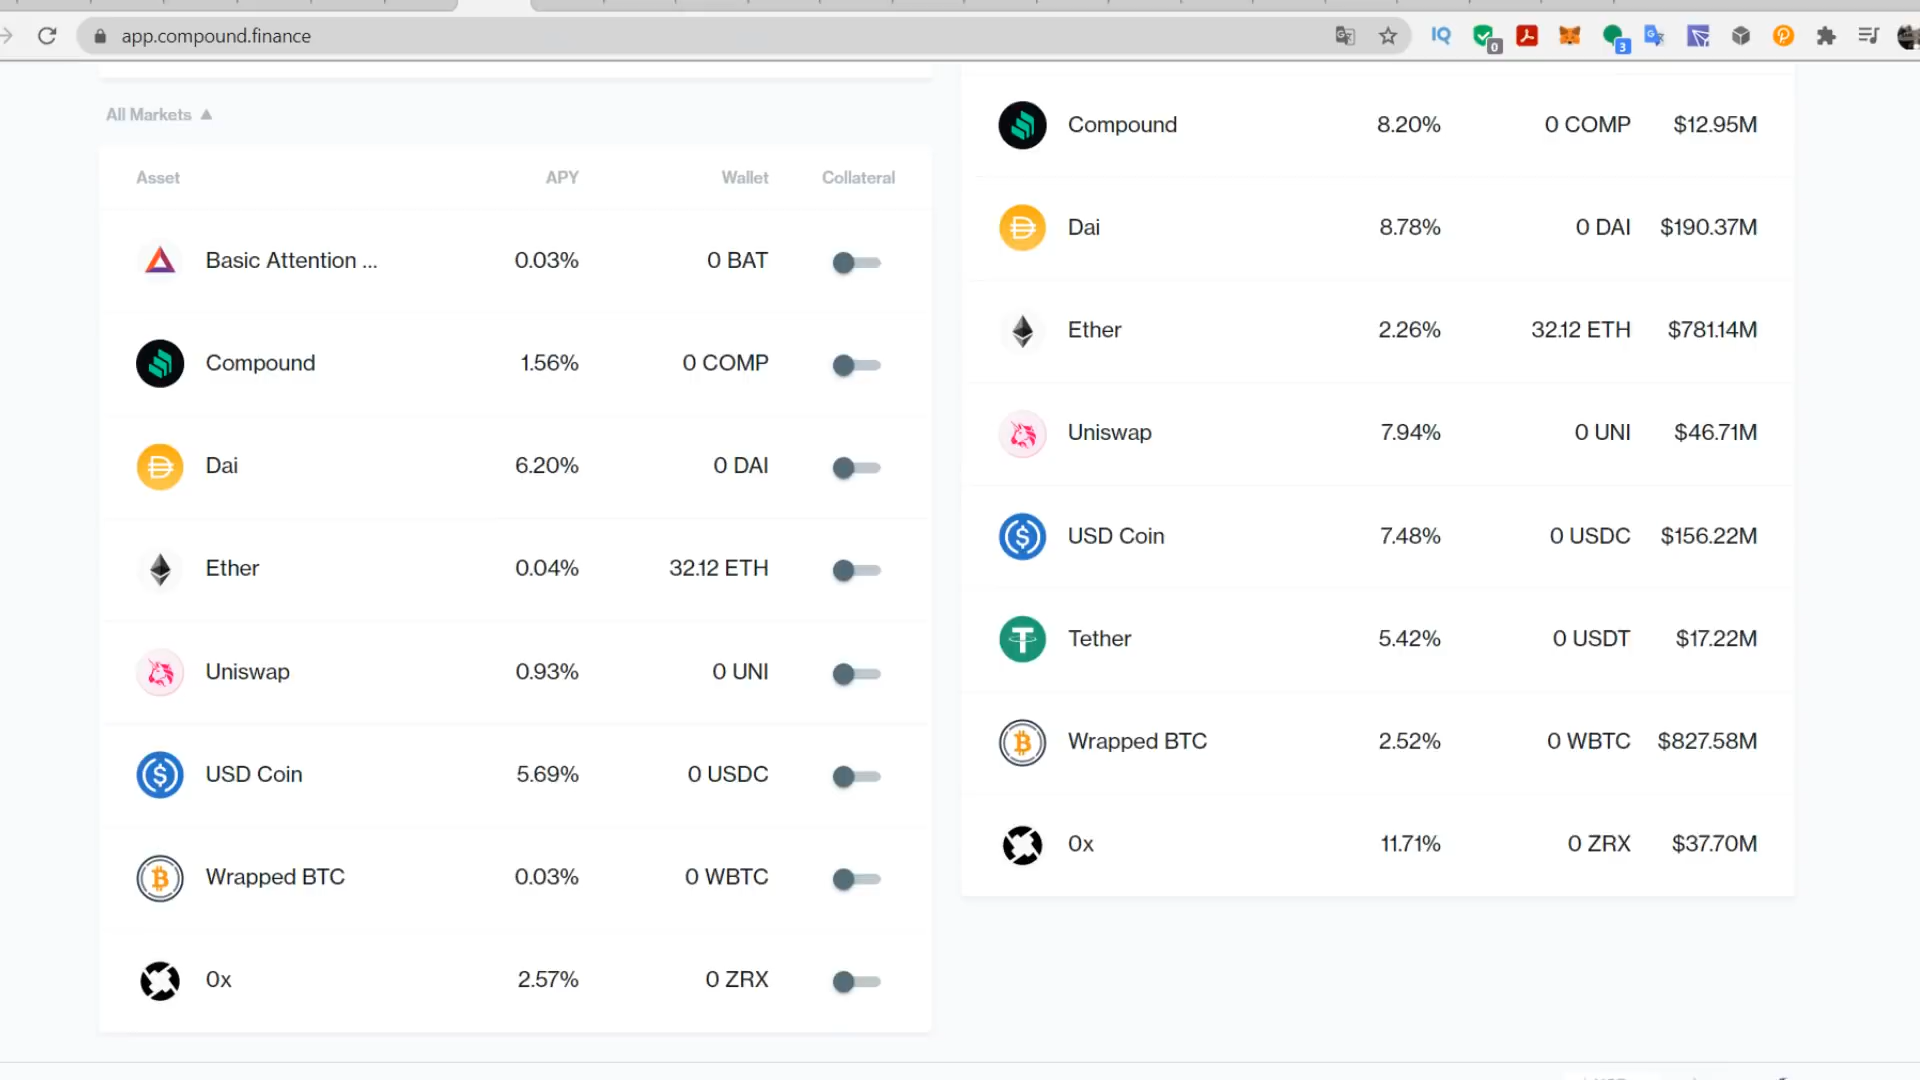 app.compound.finance
IQ
0
3
All Markets ▲
Asset APY Wallet Collateral
Basic Attention ... 0.03% 0 BAT
Compound 1.56% 0 COMP
Dai 6.20% 0 DAI
Ether 0.04% 32.12 ETH
Uniswap 0.93% 0 UNI
USD Coin 5.69% 0 USDC
Wrapped BTC 0.03% 0 WBTC
0x 2.57% 0 ZRX
Compound 8.20% 0 COMP $12.95M
Dai 8.78% 0 DAI $190.37M
Ether 2.26% 32.12 ETH $781.14M
Uniswap 7.94% 0 UNI $46.71M
USD Coin 7.48% 0 USDC $156.22M
Tether 5.42% 0 USDT $17.22M
Wrapped BTC 2.52% 0 WBTC $827.58M
0x 11.71% 0 ZRX $37.70M